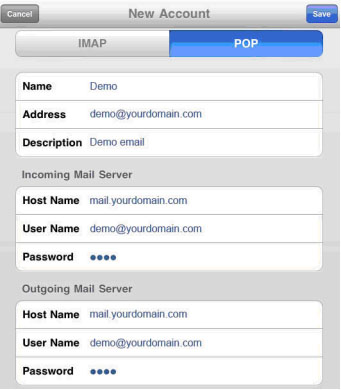 Cancel New Account Save
IMAP POP
Name Demo
Address demo@yourdomain.com
Description Demo email
Incoming Mail Server
Host Name mail.yourdomain.com
User Name demo@yourdomain.com
Password ●●●●
Outgoing Mail Server
Host Name mail.yourdomain.com
User Name demo@yourdomain.com
Password ●●●●